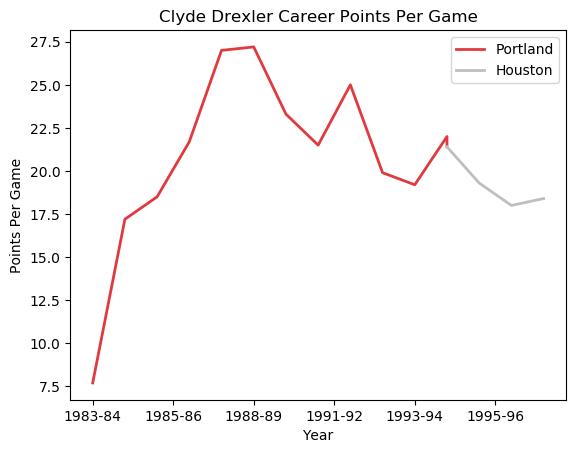 Clyde Drexler Career Points Per Game
Portland
Houston
Points Per Game
27.5
25.0
22.5
20.0
17.5
15.0
12.5
10.0
7.5
1983-84 1985-86 1988-89 1991-92 1993-94 1995-96
Year